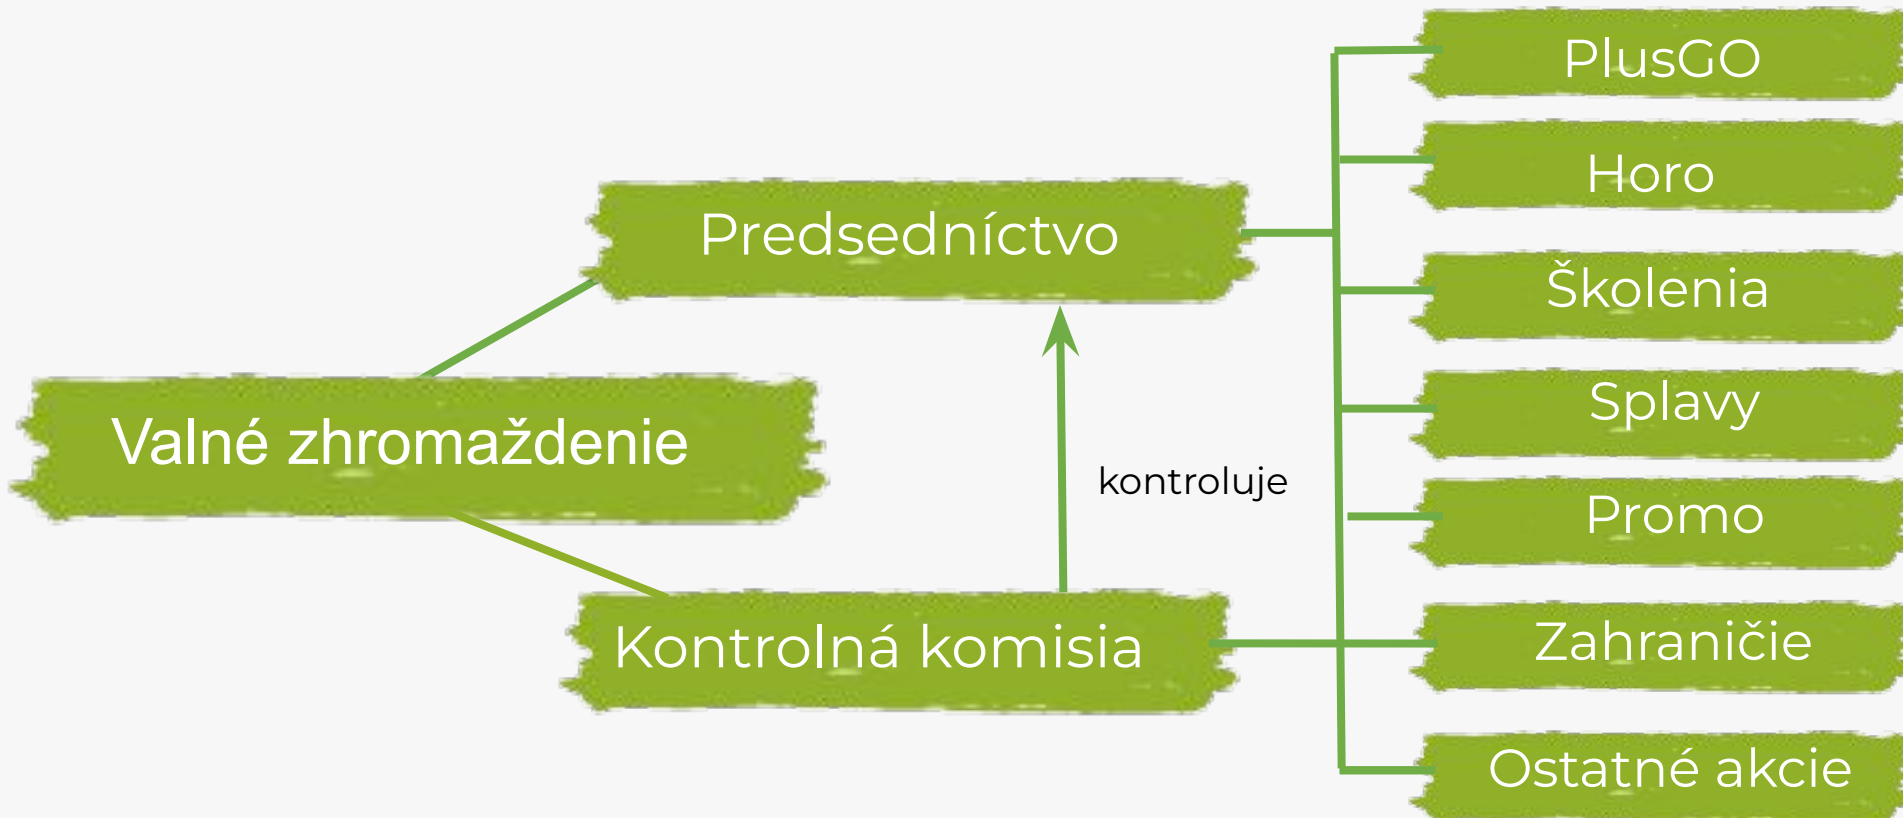 PlusGO
Horo
Predsedníctvo
Školenia
Splavy
Valné zhromaždenie
kontroluje
Promo
Kontrolná komisia
Zahraničie
Ostatné akcie